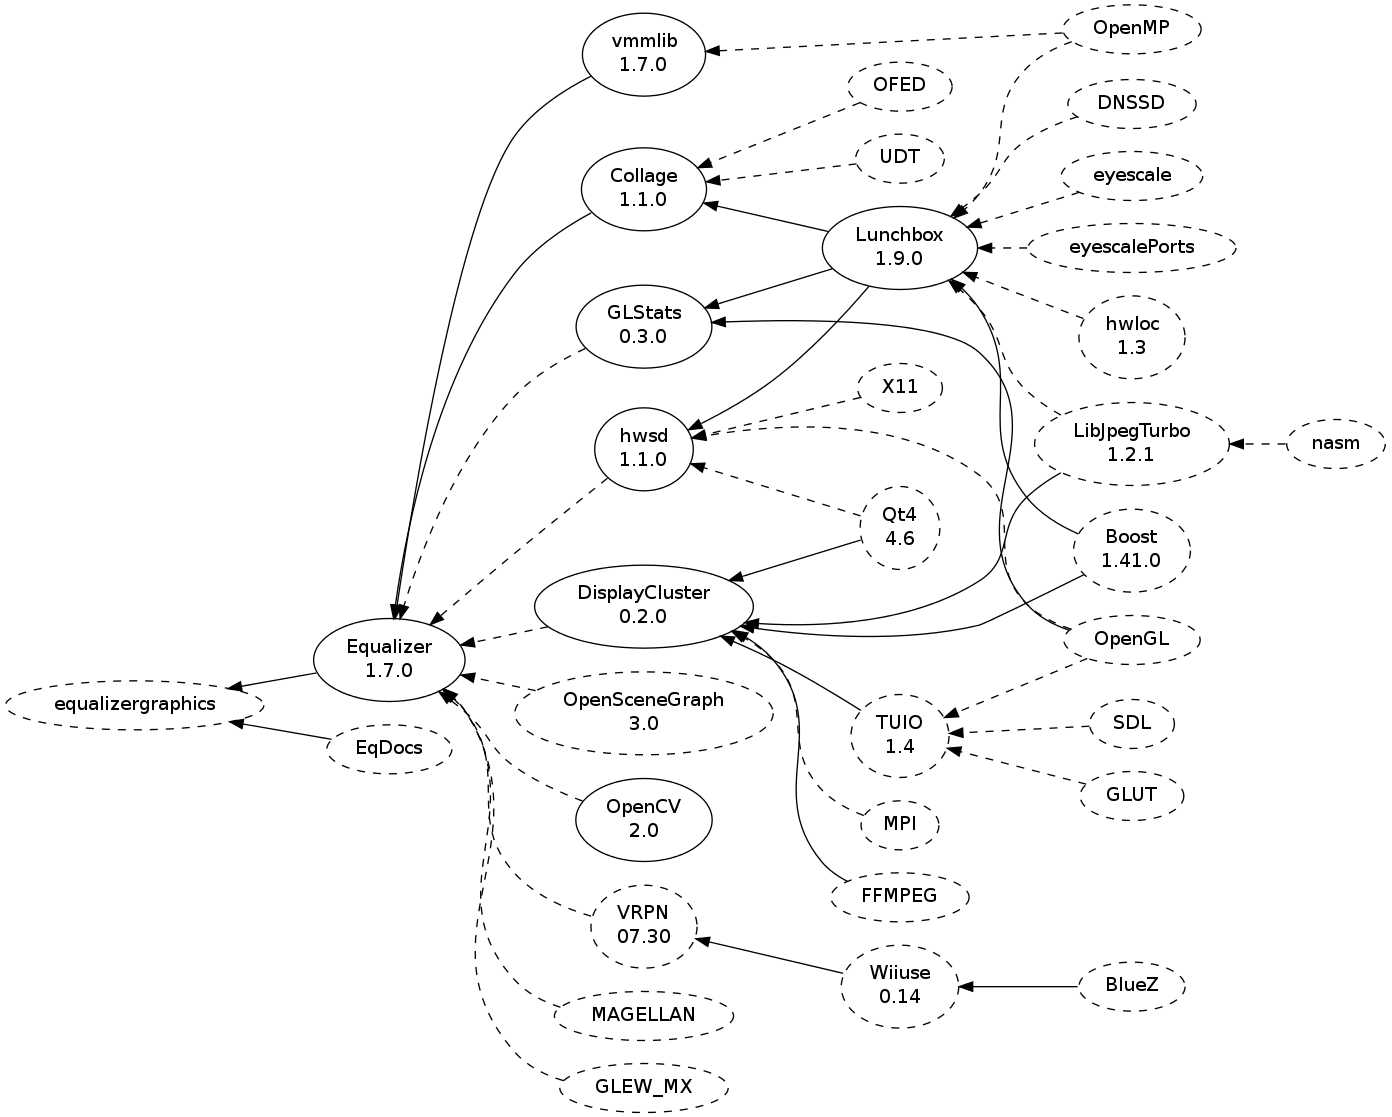 vmmlib
1.7.0
OpenMP
OFED
DNSSD
UDT
Collage
1.1.0
eyescale
Lunchbox
1.9.0
eyescalePorts
GLStats
0.3.0
hwloc
1.3
X11
hwsd
1.1.0
LibJpegTurbo
1.2.1
nasm
Qt4
4.6
Boost
1.41.0
DisplayCluster
0.2.0
Equalizer
1.7.0
OpenGL
equalizergraphics
EqDocs
OpenSceneGraph
3.0
TUIO
1.4
SDL
GLUT
OpenCV
2.0
MPI
FFMPEG
VRPN
07.30
Wiiuse
0.14
BlueZ
MAGELLAN
GLEW_MX